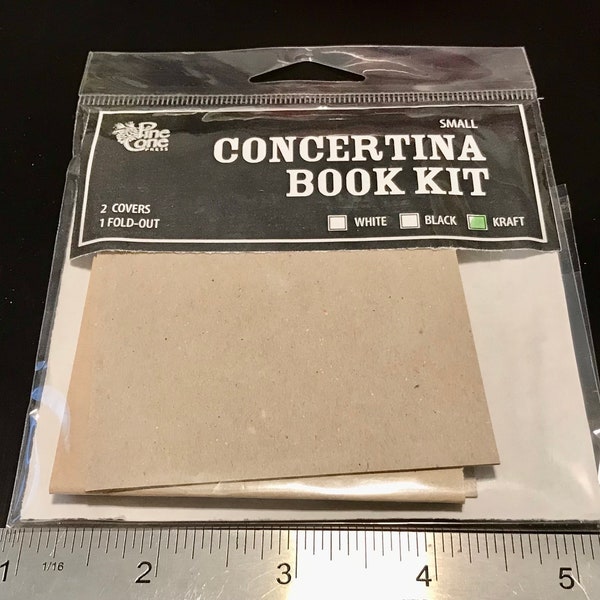 Pine
Cone
PRESS
SMALL
CONCERTINA
BOOK KIT
2 COVERS
1 FOLD-OUT
WHITE BLACK KRAFT
1 1/16 2 3 4 5